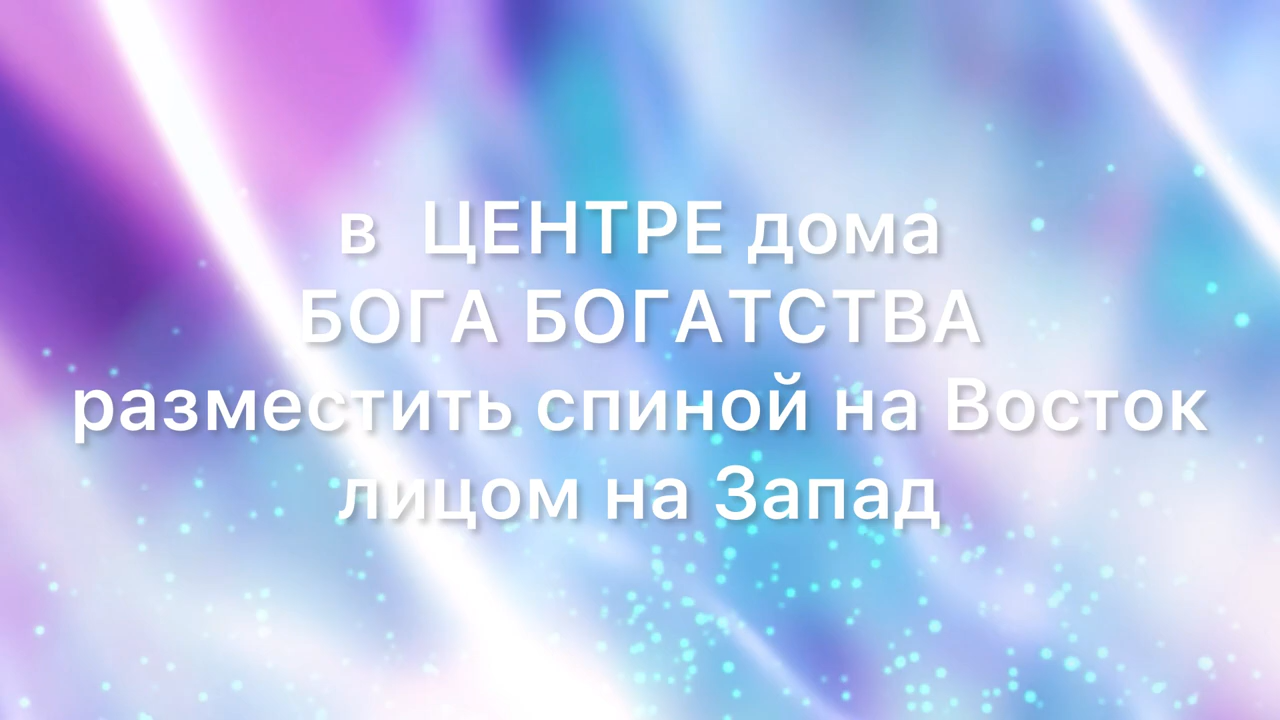 в ЦЕНТРЕ дома
БОГА БОГАТСТВА
разместить спиной на Восток
лицом на Запад